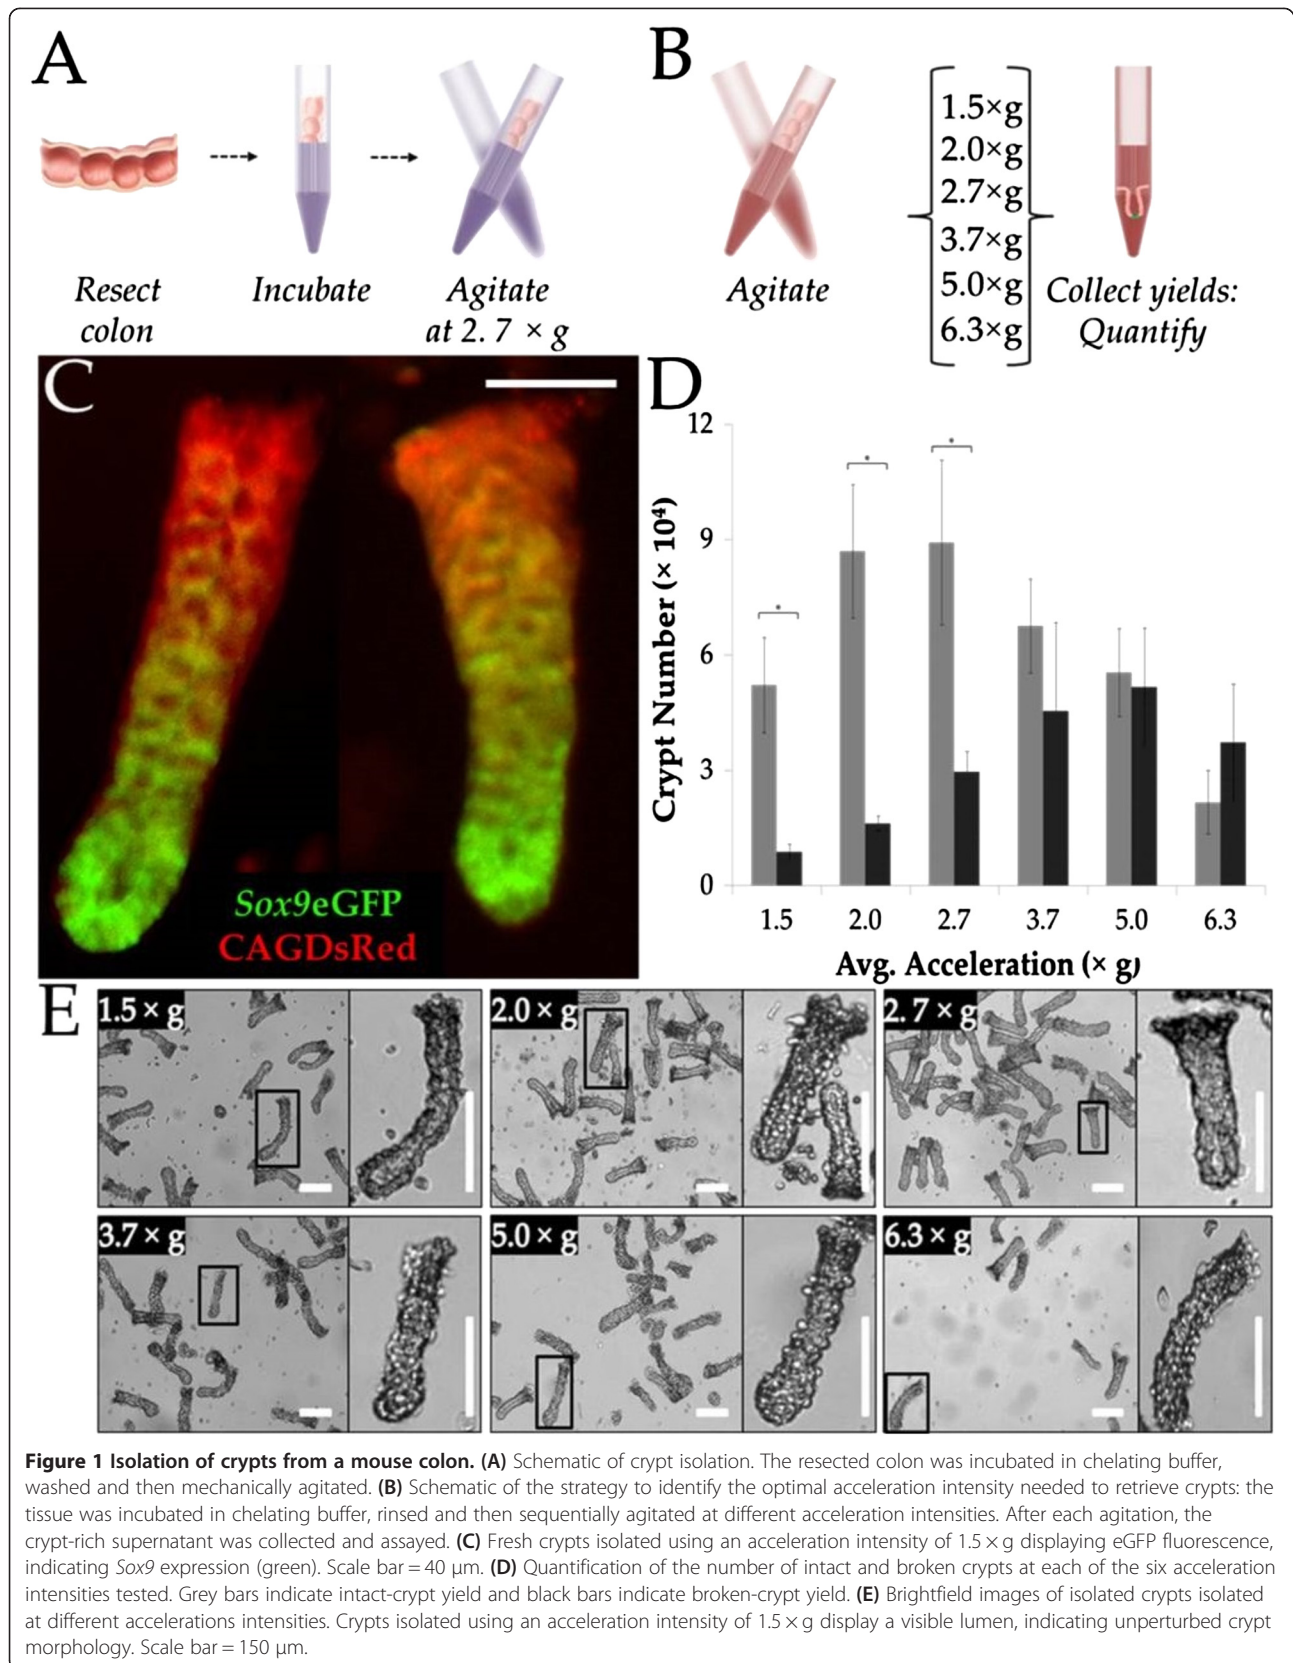 A
B
Resect
colon
Incubate
Agitate
at 2. 7 × g
Agitate
1.5×g
2.0×g
2.7×g
3.7×g
5.0×g
6.3×g
Collect yields:
Quantify
C
Sox9eGFP
CAGDsRed
D
Crypt Number (× 10⁴)
12
9
6
3
0
*
*
*
1.5 2.0 2.7 3.7 5.0 6.3
Avg. Acceleration (× g)
E
1.5 × g
2.0 × g
2. 7 × g
3.7 × g
5.0 × g
6.3 × g
Figure 1 Isolation of crypts from a mouse colon. (A) Schematic of crypt isolation. The resected colon was incubated in chelating buffer,
washed and then mechanically agitated. (B) Schematic of the strategy to identify the optimal acceleration intensity needed to retrieve crypts: the
tissue was incubated in chelating buffer, rinsed and then sequentially agitated at different acceleration intensities. After each agitation, the
crypt-rich supernatant was collected and assayed. (C) Fresh crypts isolated using an acceleration intensity of 1.5 × g displaying eGFP fluorescence,
indicating Sox9 expression (green). Scale bar = 40 μm. (D) Quantification of the number of intact and broken crypts at each of the six acceleration
intensities tested. Grey bars indicate intact-crypt yield and black bars indicate broken-crypt yield. (E) Brightfield images of isolated crypts isolated
at different accelerations intensities. Crypts isolated using an acceleration intensity of 1.5 × g display a visible lumen, indicating unperturbed crypt
morphology. Scale bar = 150 μm.